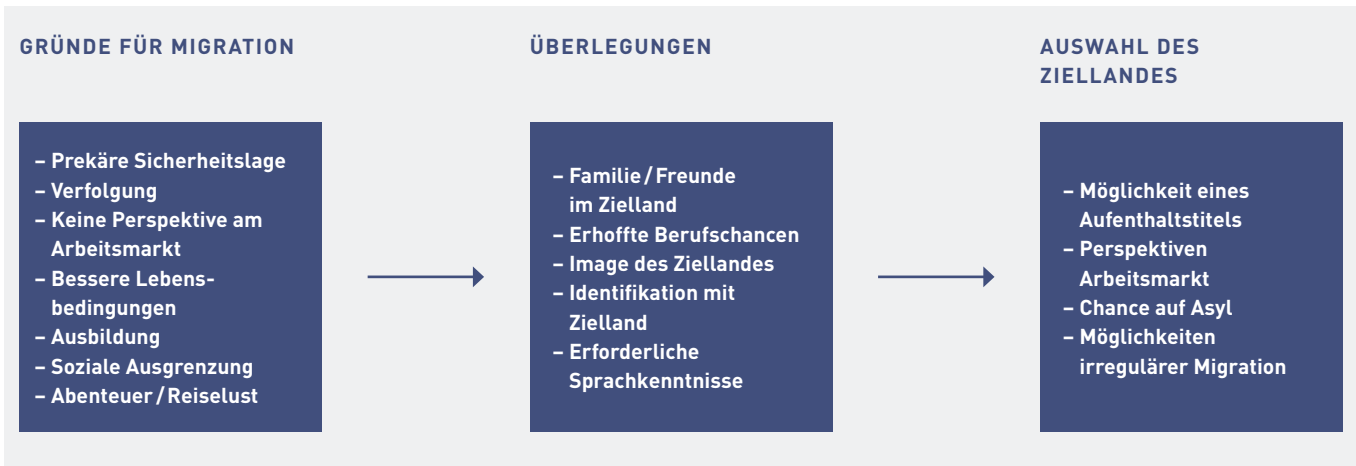 GRÜNDE FÜR MIGRATION
– Prekäre Sicherheitslage
– Verfolgung
– Keine Perspektive am
Arbeitsmarkt
– Bessere Lebens-
bedingungen
– Ausbildung
– Soziale Ausgrenzung
– Abenteuer / Reiselust
ÜBERLEGUNGEN
– Familie / Freunde
im Zielland
– Erhoffte Berufschancen
– Image des Ziellandes
– Identifikation mit
Zielland
– Erforderliche
Sprachkenntnisse
AUSWAHL DES
ZIELLANDES
– Möglichkeit eines
Aufenthaltstitels
– Perspektiven
Arbeitsmarkt
– Chance auf Asyl
– Möglichkeiten
irregulärer Migration